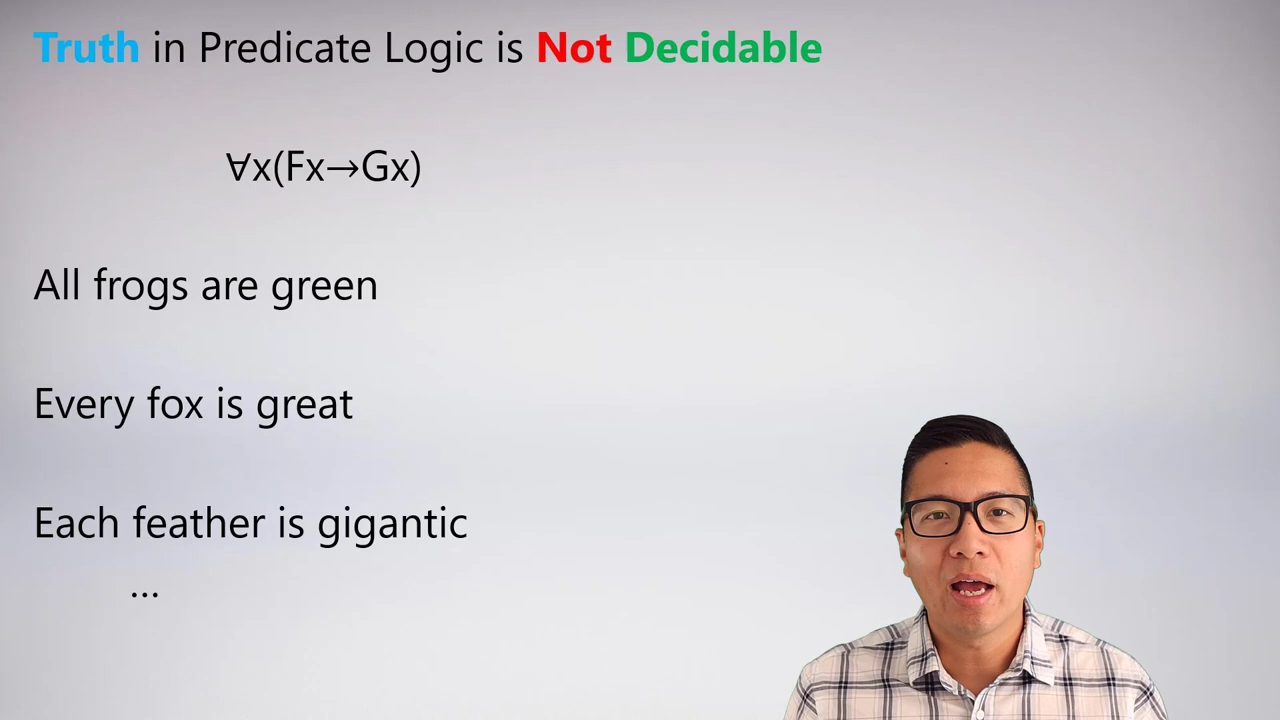 Truth in Predicate Logic is Not Decidable
∀x(Fx→Gx)
All frogs are green
Every fox is great
Each feather is gigantic
...